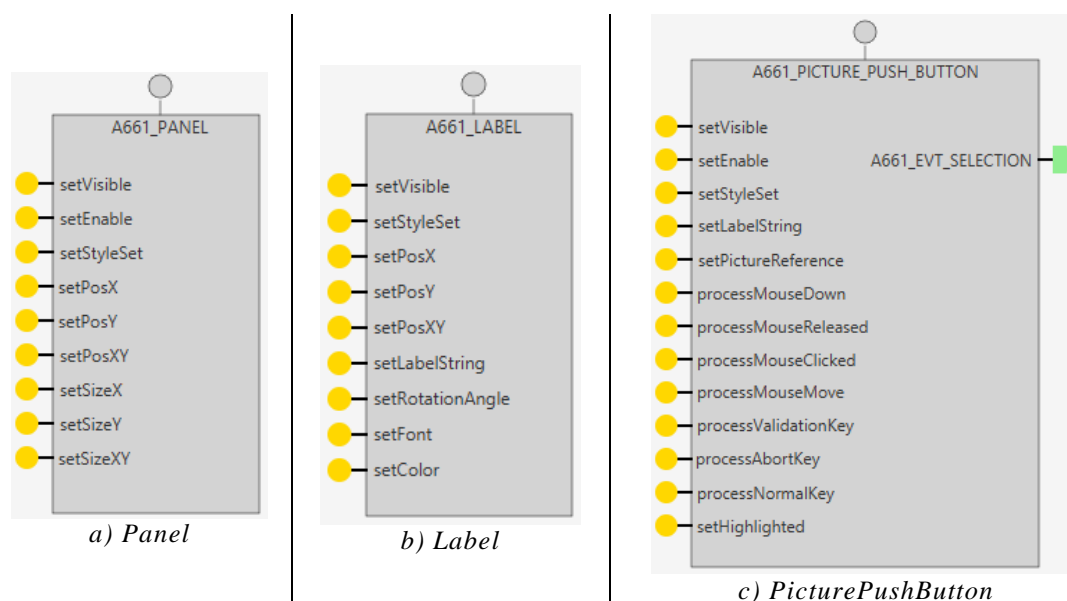 A661_PANEL
setVisible
setEnable
setStyleSet
setPosX
setPosY
setPosXY
setSizeX
setSizeY
setSizeXY
a) Panel
A661_LABEL
setVisible
setStyleSet
setPosX
setPosY
setPosXY
setLabelString
setRotationAngle
setFont
setColor
b) Label
A661_PICTURE_PUSH_BUTTON
setVisible
setEnable
A661_EVT_SELECTION
setStyleSet
setLabelString
setPictureReference
processMouseDown
processMouseReleased
processMouseClicked
processMouseMove
processValidationKey
processAbortKey
processNormalKey
setHighlighted
c) PicturePushButton